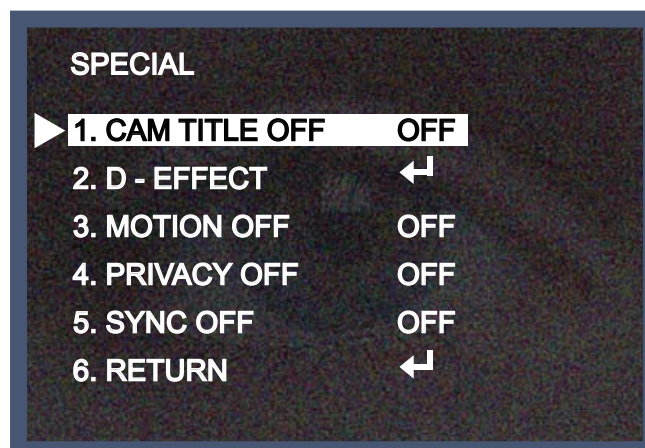 SPECIAL
1. CAM TITLE OFF OFF
2. D - EFFECT
3. MOTION OFF OFF
4. PRIVACY OFF OFF
5. SYNC OFF OFF
6. RETURN